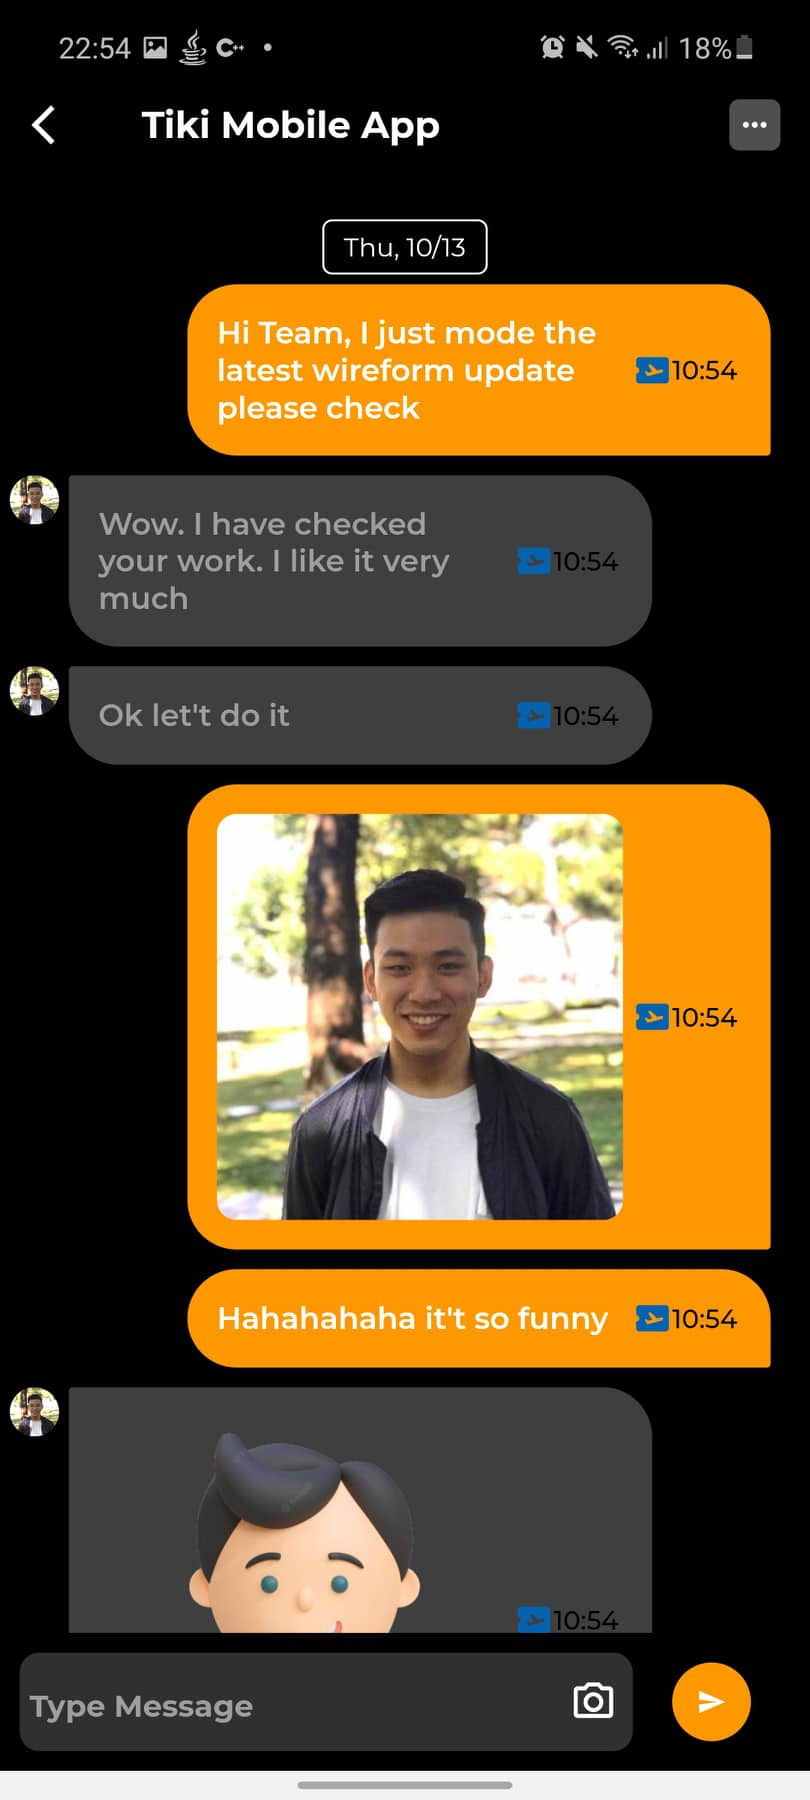 22:54
C++
18%
Tiki Mobile App
Thu, 10/13
Hi Team, I just mode the
latest wireform update
please check
10:54
Wow. I have checked
your work. I like it very
much
10:54
Ok let't do it
10:54
10:54
Hahahahaha it't so funny
10:54
10:54
Type Message